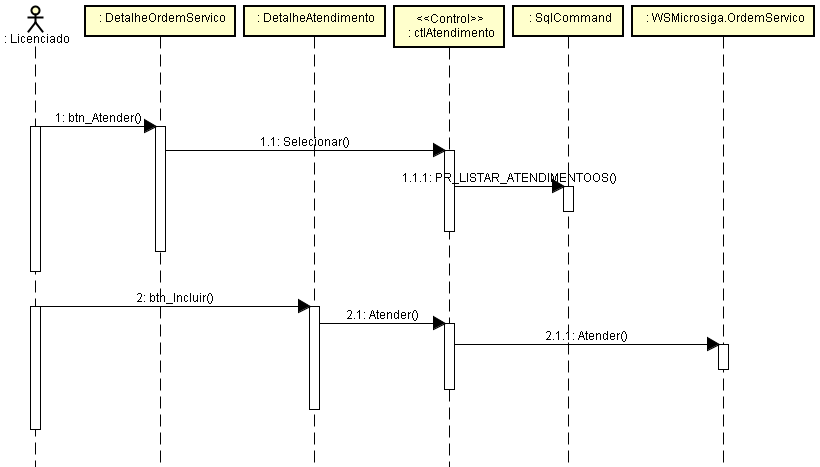 : Licenciado
: DetalheOrdemServico
: DetalheAtendimento
<<Control>>
: ctlAtendimento
: SqlCommand
: WSMicrosiga.OrdemServico
1: btn_Atender()
1.1: Selecionar()
1.1.1: PR_LISTAR_ATENDIMENTOOS()
2: btn_Incluir()
2.1: Atender()
2.1.1: Atender()